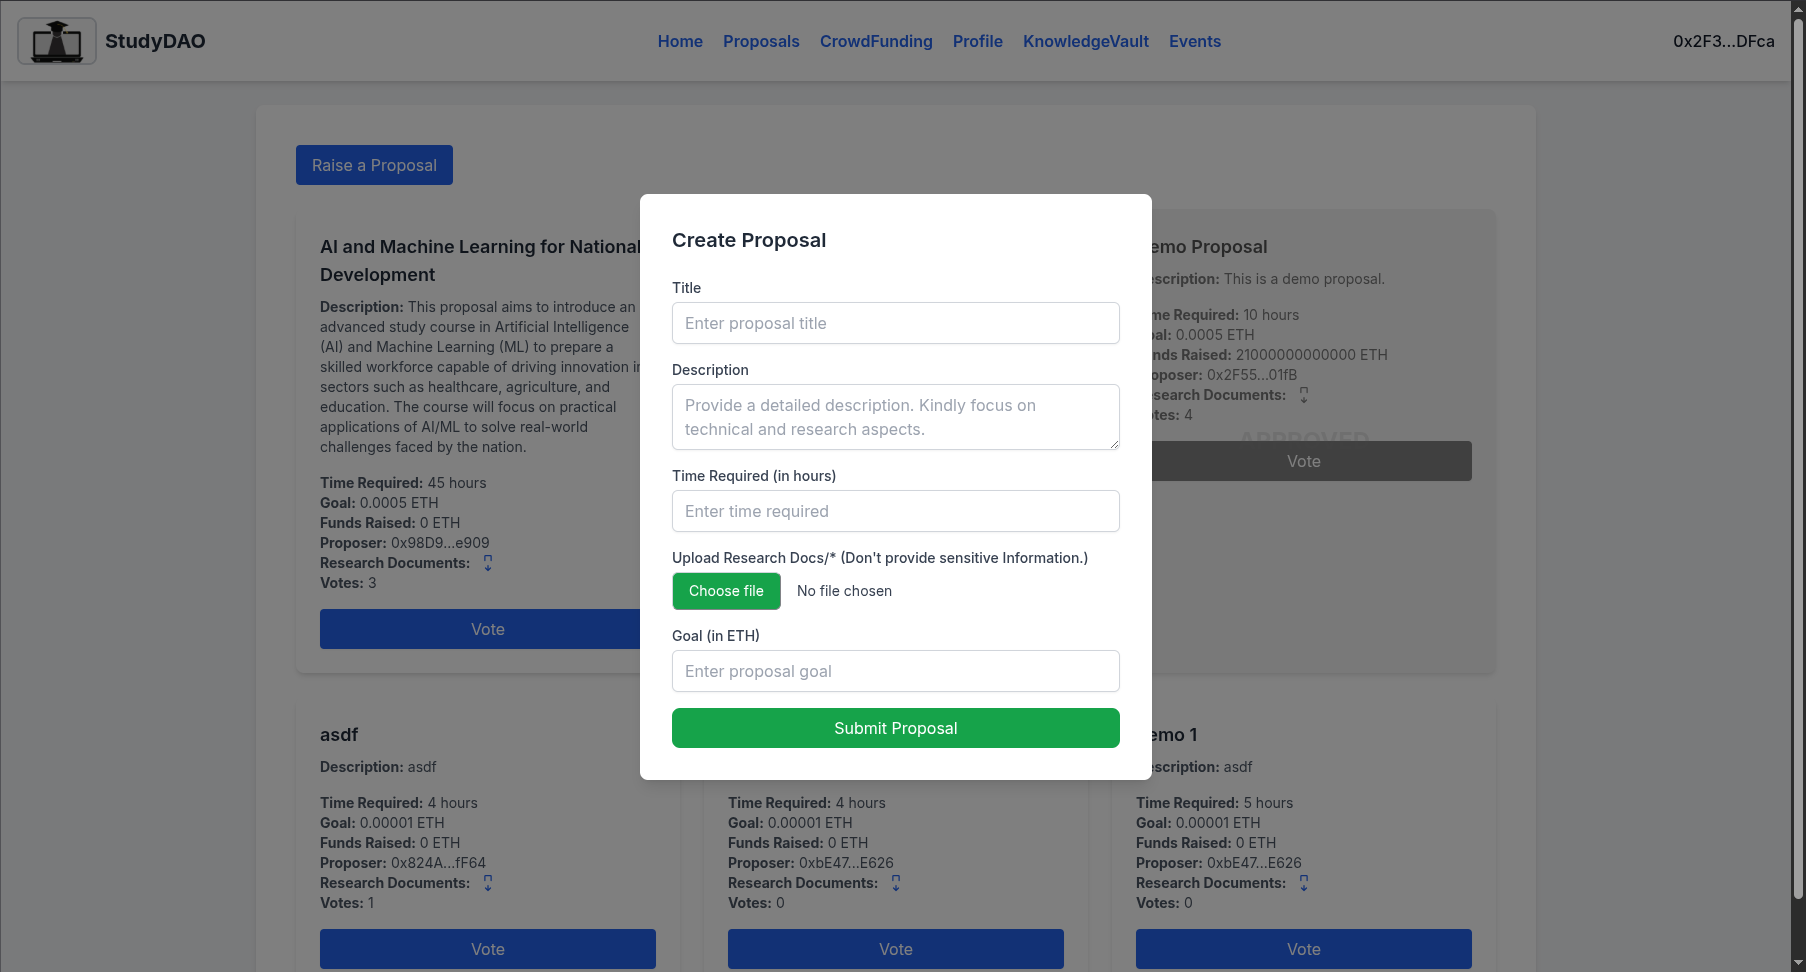 StudyDAO
Home Proposals CrowdFunding Profile KnowledgeVault Events
0x2F3...DFca
Raise a Proposal
AI and Machine Learning for National
Development
Description: This proposal aims to introduce an
advanced study course in Artificial Intelligence
(AI) and Machine Learning (ML) to prepare a
skilled workforce capable of driving innovation
sectors such as healthcare, agriculture, and
education. The course will focus on practical
applications of AI/ML to solve real-world
challenges faced by the nation.
Time Required: 45 hours
Goal: 0.0005 ETH
Funds Raised: 0 ETH
Proposer: 0x98D9...e909
Research Documents:
Votes: 3
Vote
Create Proposal
Title
Enter proposal title
Description
Provide a detailed description. Kindly focus on
technical and research aspects.
Time Required (in hours)
Enter time required
Upload Research Docs/* (Don't provide sensitive Information.)
Choose file No file chosen
Goal (in ETH)
Enter proposal goal
Submit Proposal
emo Proposal
scription: This is a demo proposal.
me Required: 10 hours
al: 0.0005 ETH
nds Raised: 21000000000000 ETH
oposer: 0x2F55...01fB
search Documents:
tes: 4
APPROVED
Vote
asdf
Description: asdf
Time Required: 4 hours
Goal: 0.00001 ETH
Funds Raised: 0 ETH
Proposer: 0x824A...fF64
Research Documents:
Votes: 1
Vote
Time Required: 4 hours
Goal: 0.00001 ETH
Funds Raised: 0 ETH
Proposer: 0xbE47...E626
Research Documents:
Votes: 0
Vote
emo 1
scription: asdf
Time Required: 5 hours
Goal: 0.00001 ETH
Funds Raised: 0 ETH
Proposer: 0xbE47...E626
Research Documents:
Votes: 0
Vote